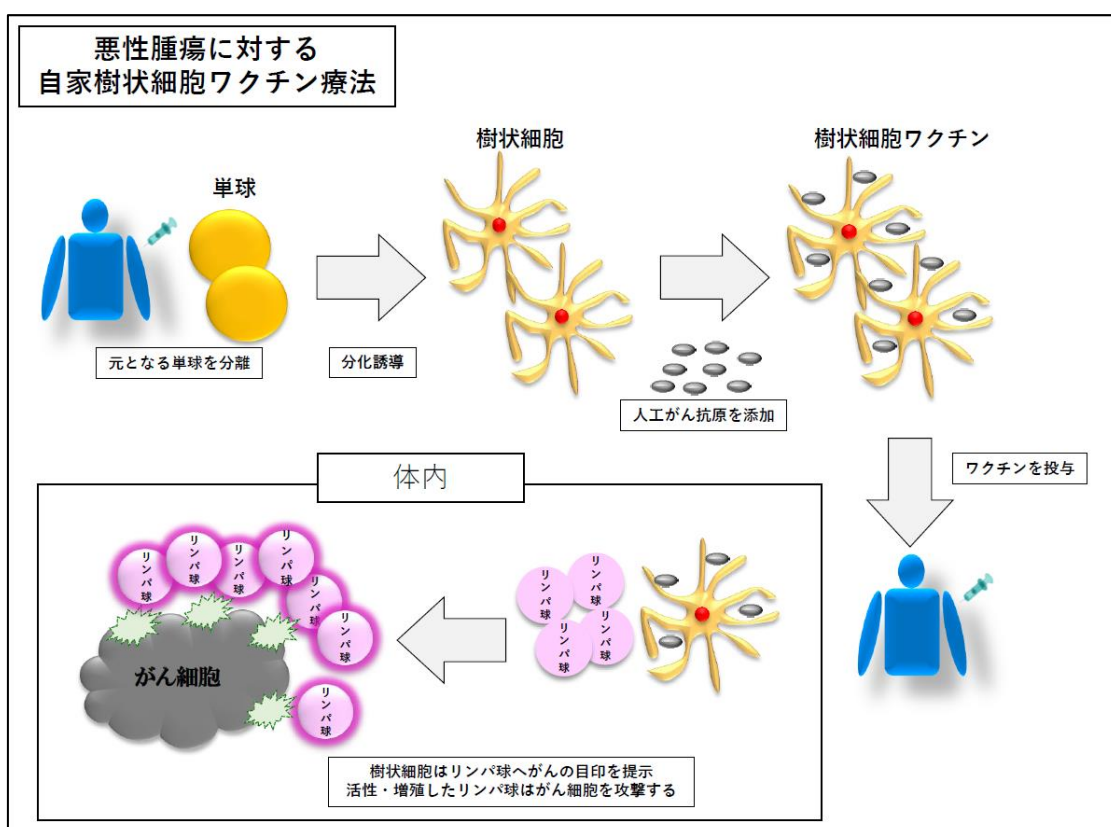 悪性腫瘍に対する
自家樹状細胞ワクチン療法
単球
樹状細胞
樹状細胞ワクチン
元となる単球を分離
分化誘導
人工がん抗原を添加
ワクチンを投与
体内
リンパ球
リンパ球
リンパ球
リンパ球
リンパ球
リンパ球
リンパ球
がん細胞
リンパ球
リンパ球
リンパ球
リンパ球
樹状細胞はリンパ球へがんの目印を提示
活性・増殖したリンパ球はがん細胞を攻撃する